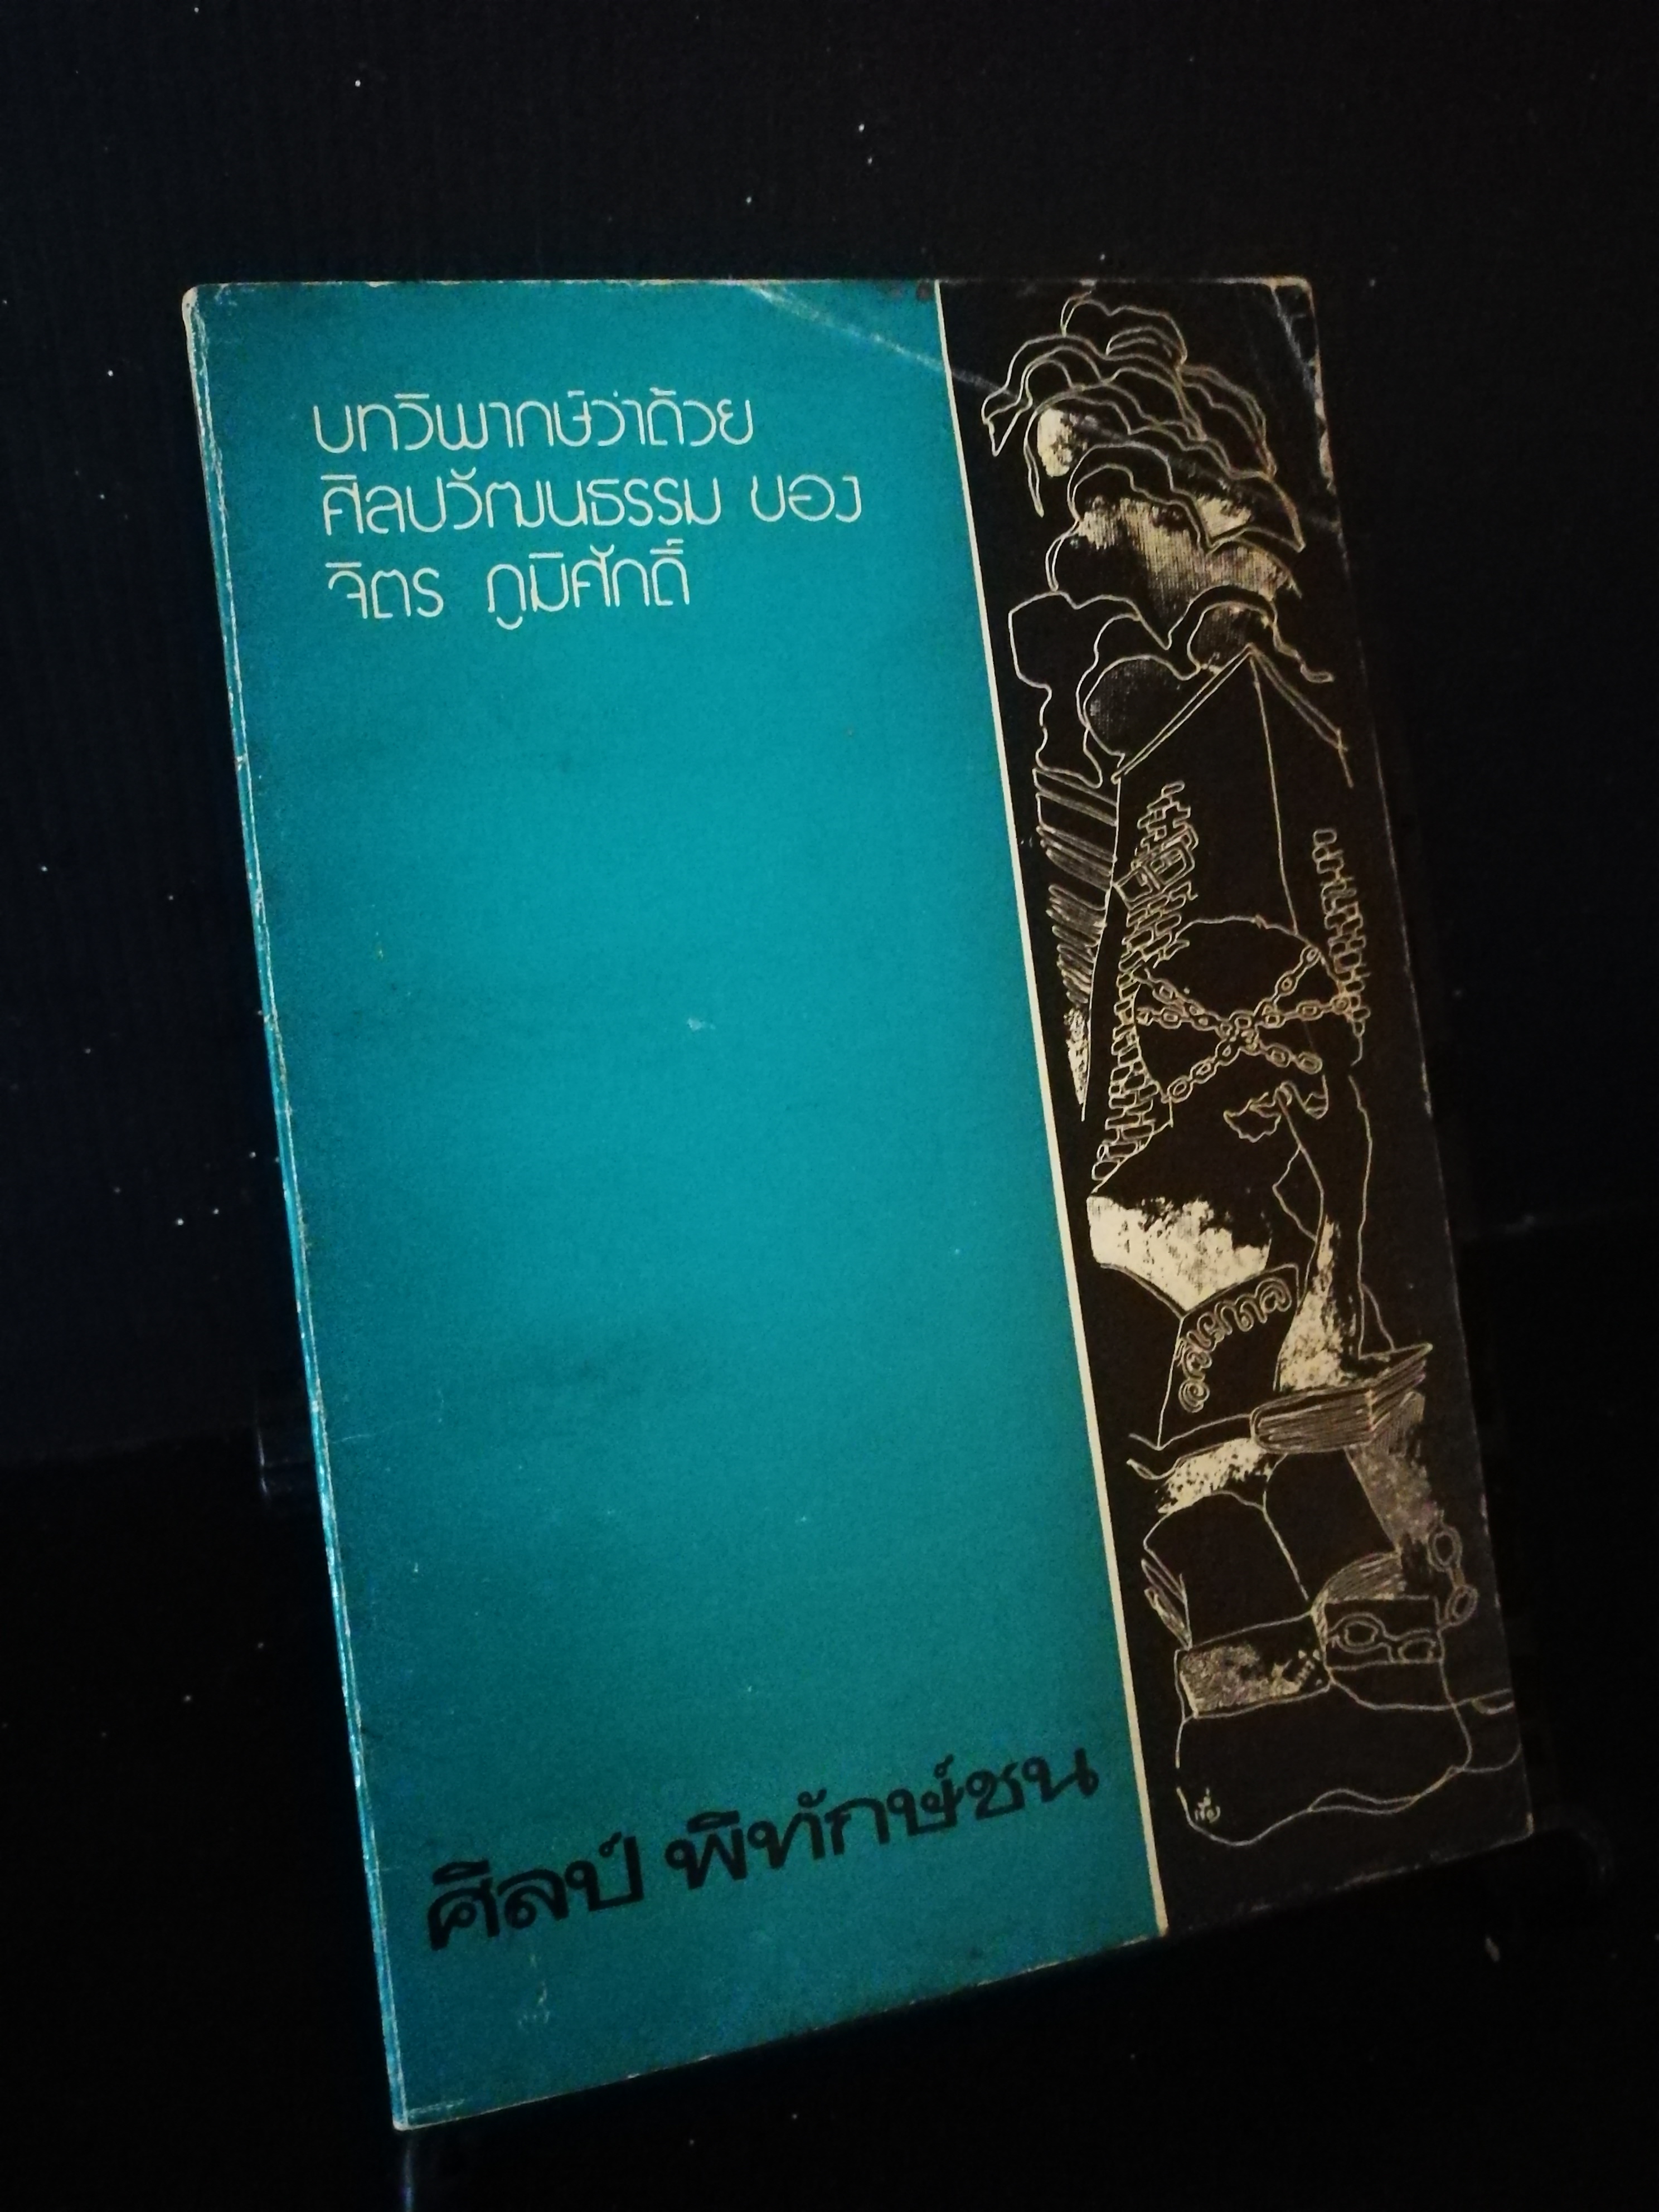 บทวิพากษ์ว่าด้วย
ศิลปวัฒนธรรม ของ
จิตร ภูมิศักดิ์
ศิลป์ พิทักษ์ชน